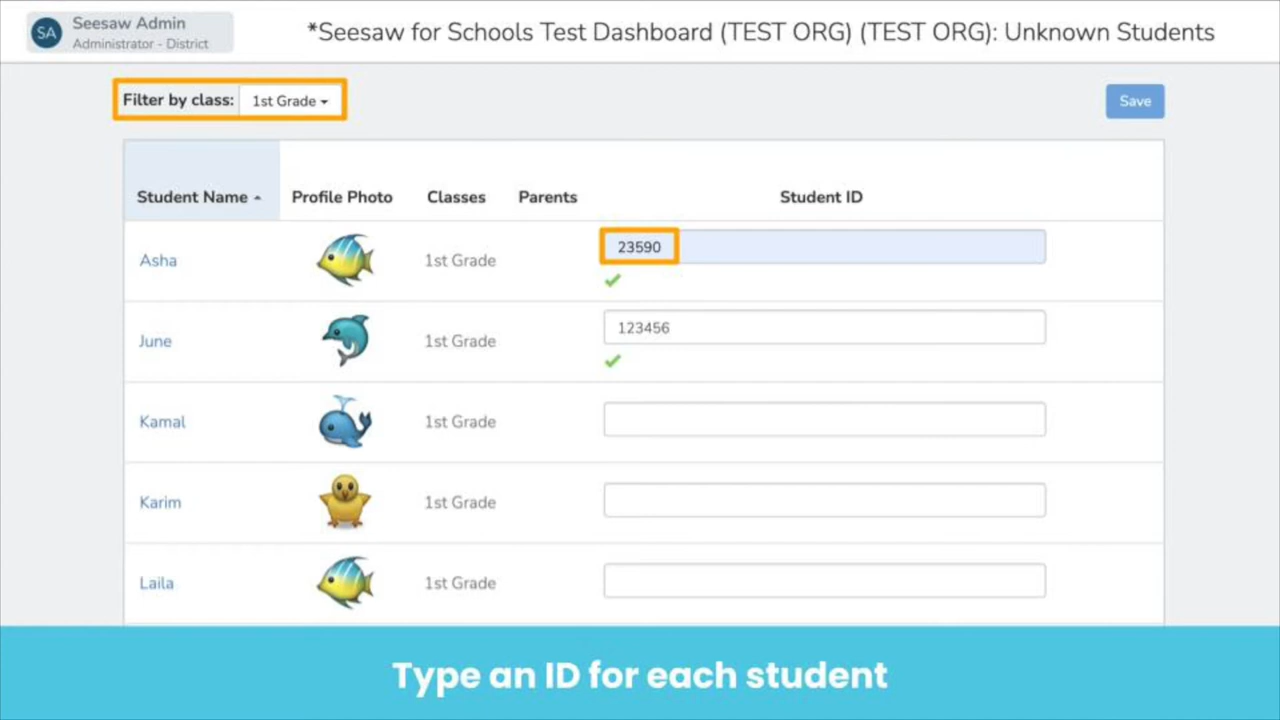 SA
Seesaw Admin
Administrator - District
*Seesaw for Schools Test Dashboard (TEST ORG) (TEST ORG): Unknown Students
Filter by class: 1st Grade
Save
Student Name Profile Photo Classes Parents Student ID
Asha 1st Grade 23590
June 1st Grade 123456
Kamal 1st Grade
Karim 1st Grade
Laila 1st Grade
Type an ID for each student